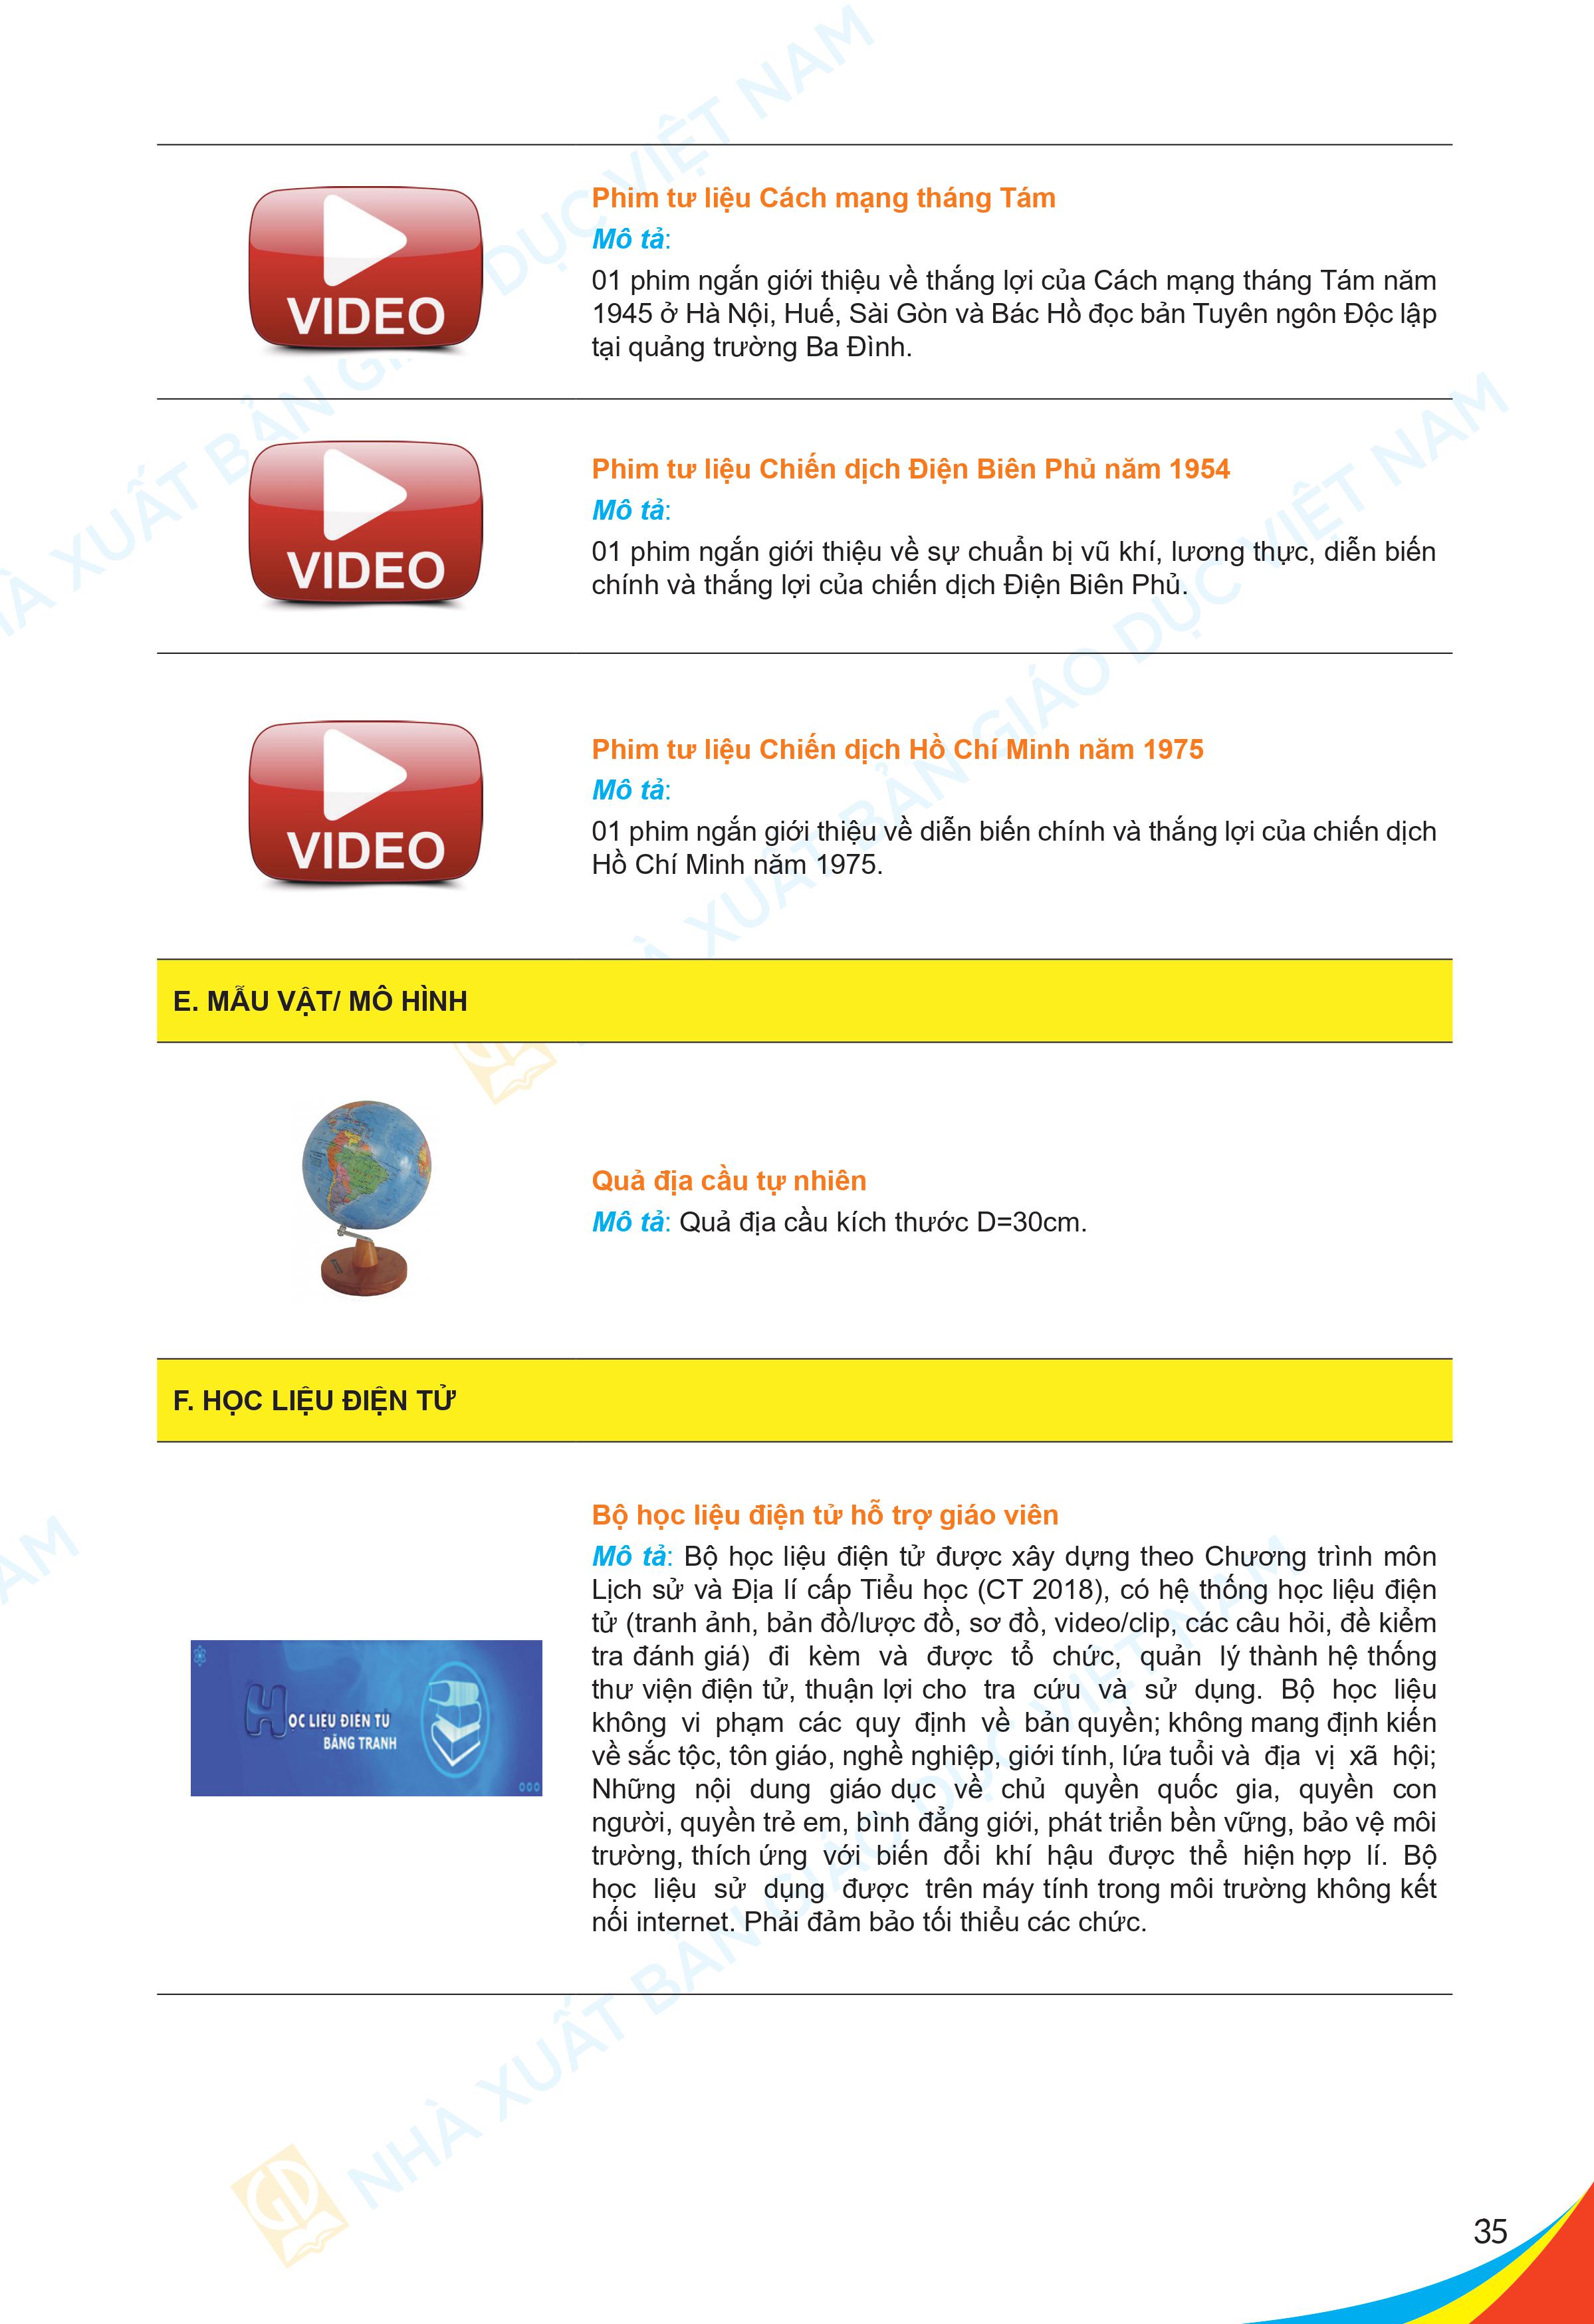 VIDEO
Phim tư liệu Cách mạng tháng Tám
Mô tả:
01 phim ngắn giới thiệu về thắng lợi của Cách mạng tháng Tám năm
1945 ở Hà Nội, Huế, Sài Gòn và Bác Hồ đọc bản Tuyên ngôn Độc lập
tại quảng trường Ba Đình.
VIDEO
Phim tư liệu Chiến dịch Điện Biên Phủ năm 1954
Mô tả:
01 phim ngắn giới thiệu về sự chuẩn bị vũ khí, lương thực, diễn biến
chính và thắng lợi của chiến dịch Điện Biên Phủ.
VIDEO
Phim tư liệu Chiến dịch Hồ Chí Minh năm 1975
Mô tả:
01 phim ngắn giới thiệu về diễn biến chính và thắng lợi của chiến dịch
Hồ Chí Minh năm 1975.
E. MẪU VẬT/ MÔ HÌNH
Quả địa cầu tự nhiên
Mô tả: Quả địa cầu kích thước D=30cm.
F. HỌC LIỆU ĐIỆN TỬ
HỌC LIỆU ĐIỆN TỬ
BẰNG TRANH
Bộ học liệu điện tử hỗ trợ giáo viên
Mô tả: Bộ học liệu điện tử được xây dựng theo Chương trình môn
Lịch sử và Địa lí cấp Tiểu học (CT 2018), có hệ thống học liệu điện
tử (tranh ảnh, bản đồ/lược đồ, sơ đồ, video/clip, các câu hỏi, đề kiểm
tra đánh giá) đi kèm và được tổ chức, quản lý thành hệ thống
thư viện điện tử, thuận lợi cho tra cứu và sử dụng. Bộ học liệu
không vi phạm các quy định về bản quyền; không mang định kiến
về sắc tộc, tôn giáo, nghề nghiệp, giới tính, lứa tuổi và địa vị xã hội;
Những nội dung giáo dục về chủ quyền quốc gia, quyền con
người, quyền trẻ em, bình đẳng giới, phát triển bền vững, bảo vệ môi
trường, thích ứng với biến đổi khí hậu được thể hiện hợp lí. Bộ
học liệu sử dụng được trên máy tính trong môi trường không kết
nối internet. Phải đảm bảo tối thiểu các chức.
NHÀ XUẤT BẢN GIÁO DỤC VIỆT NAM
35